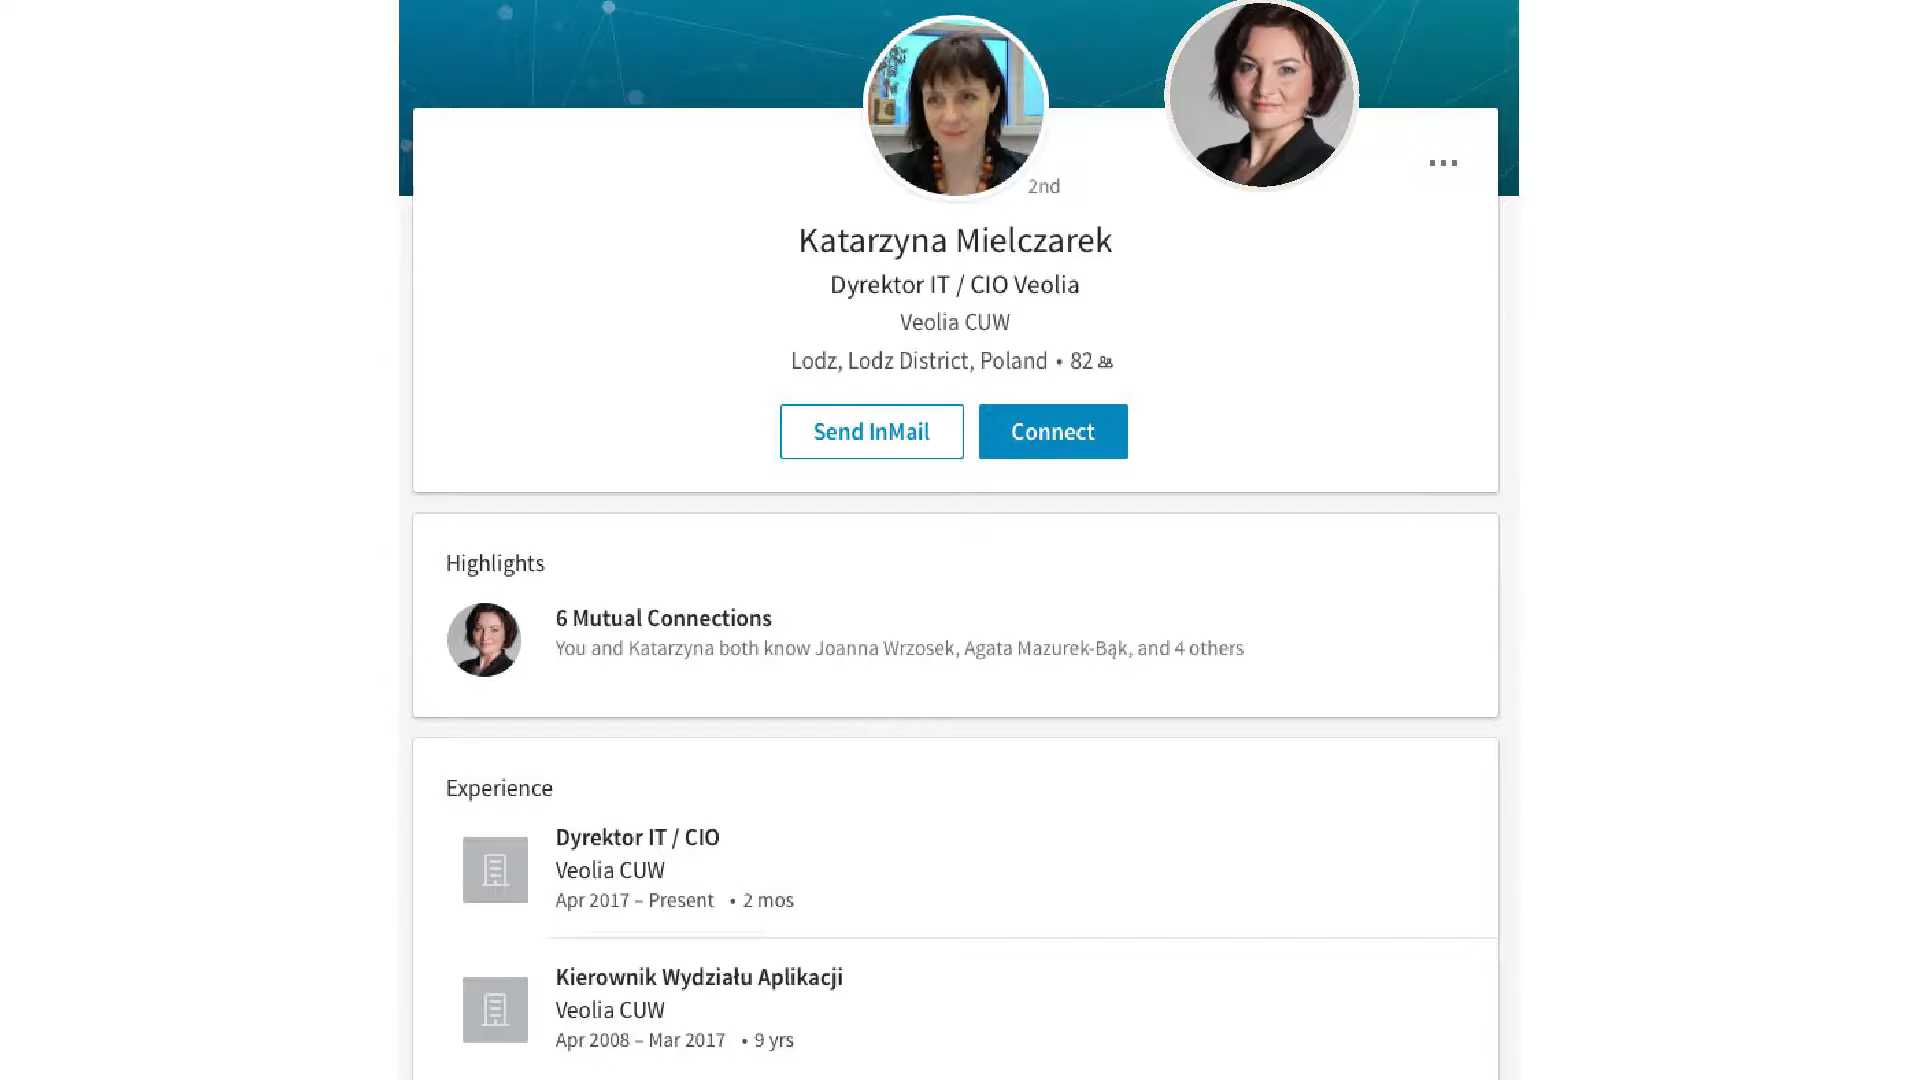 2nd
Katarzyna Mielczarek
Dyrektor IT / CIO Veolia
Veolia CUW
Lodz, Lodz District, Poland • 82
Send InMail
Connect
Highlights
6 Mutual Connections
You and Katarzyna both know Joanna Wrzosek, Agata Mazurek-Bąk, and 4 others
Experience
Dyrektor IT / CIO
Veolia CUW
Apr 2017 – Present • 2 mos
Kierownik Wydziału Aplikacji
Veolia CUW
Apr 2008 – Mar 2017 • 9 yrs